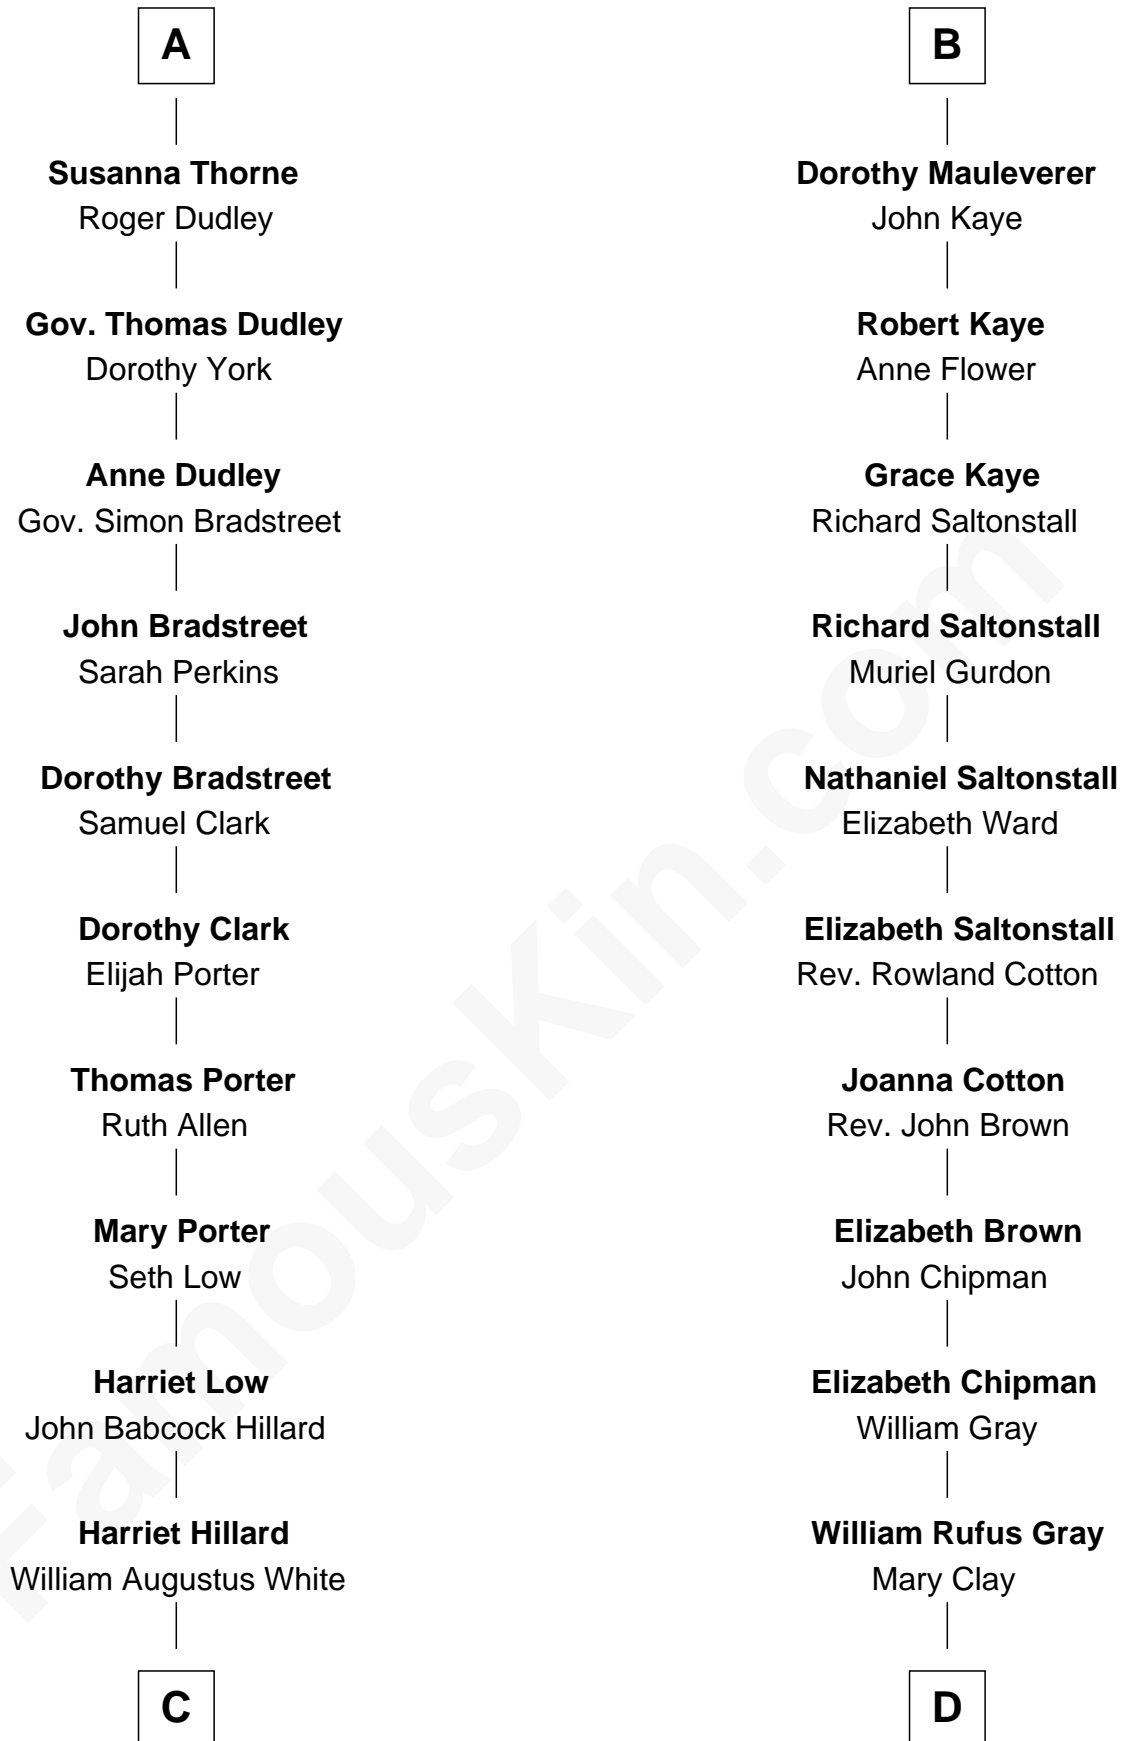 A
Susanna Thorne
Roger Dudley
Gov. Thomas Dudley
Dorothy York
Anne Dudley
Gov. Simon Bradstreet
John Bradstreet
Sarah Perkins
Dorothy Bradstreet
Samuel Clark
Dorothy Clark
Elijah Porter
Thomas Porter
Ruth Allen
Mary Porter
Seth Low
Harriet Low
John Babcock Hillard
Harriet Hillard
William Augustus White
C
B
Dorothy Mauleverer
John Kaye
Robert Kaye
Anne Flower
Grace Kaye
Richard Saltonstall
Richard Saltonstall
Muriel Gurdon
Nathaniel Saltonstall
Elizabeth Ward
Elizabeth Saltonstall
Rev. Rowland Cotton
Joanna Cotton
Rev. John Brown
Elizabeth Brown
John Chipman
Elizabeth Chipman
William Gray
William Rufus Gray
Mary Clay
D
FamousKin.com